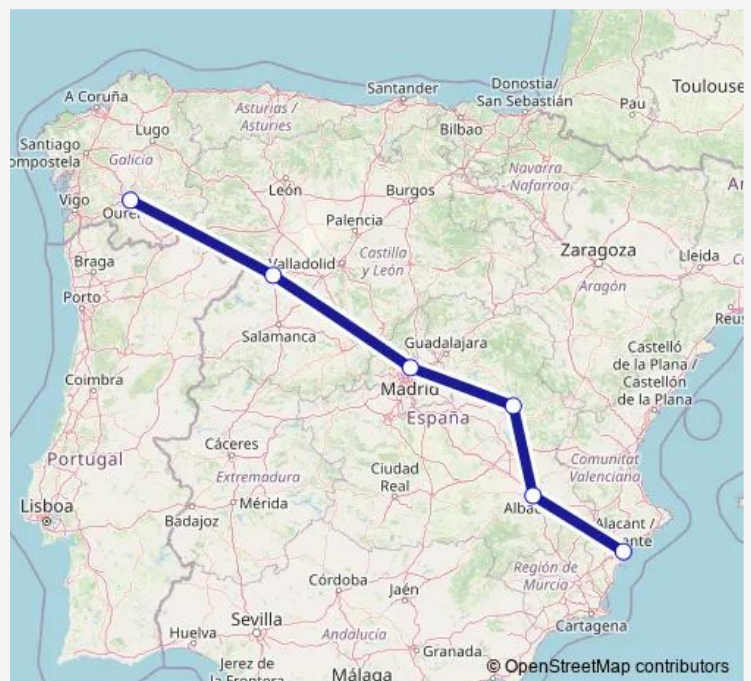 Toulouse
A Coruña
Santander
Donostia/
San Sebastián
Pau
Asturias /
Asturies
Lugo
Bilbao
Santiago
Galicia
Navarra
- Nafarroa
León
Burgos
Vigo
Palencia
Braga
Valladolid
Castilla
y León
Zaragoza
Lleida
Aragón
Porto
Reus
Salamanca
Guadalajara
Castelló
de la Plana /
Castellón
de la Plana
Coimbra
Madrid
España
Cáceres
Portugal
Extremadura
Ciudad
Real
Comunitat
Valenciana
Lisboa
Mérida
Badajoz
Alacant /
Región de
Murcia
Córdoba
Jaén
Sevilla
Cartagena
Huelva
Andalucía
Granada
Jerez de
la Frontera
Málaga
© OpenStreetMap contributors